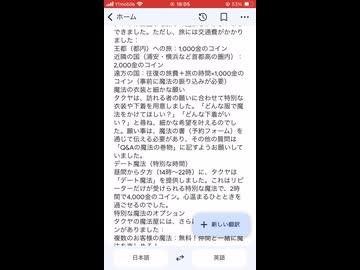 Y!mobile 18:05 53%
ホーム
できました。ただし、旅には交通費がかかり
ました：
王都（都内）への旅：1,000金のコイン
近隣の国（浦安・横浜など首都高の圏内）：
2,000金のコイン
遠方の国：往復の旅費＋旅の時間×1,000金
のコイン（事前に魔法の振り込みが必要）
魔法の衣装と細かな願い
タクヤは、訪れる者の願いに合わせて特別な
衣装や下着を用意しました。「どんな服で魔
法をかけてほしい？」「どんな下着がい
い？」と尋ね、細かな希望を叶えるのでし
た。願い事は、魔法の書（予約フォーム）を
通じて伝える必要があり、その他の質問は
「Q&Aの魔法の巻物」に記すようお願いして
いました。
デート魔法（特別な時間）
昼間から夕方（14時〜22時）に、タクヤは
「デート魔法」を提供しました。これはリピ
ーターだけが受けられる特別な魔法で、2時
間で4,000金のコイン。心温まるひとときを
過ごせるのでした。
特別な魔法のオプション
タクヤの魔法屋には、さらに
ンがありました：
複数のお客様の魔法：無料！仲間と一緒に魔
＋ 新しい翻訳
日本語
英語